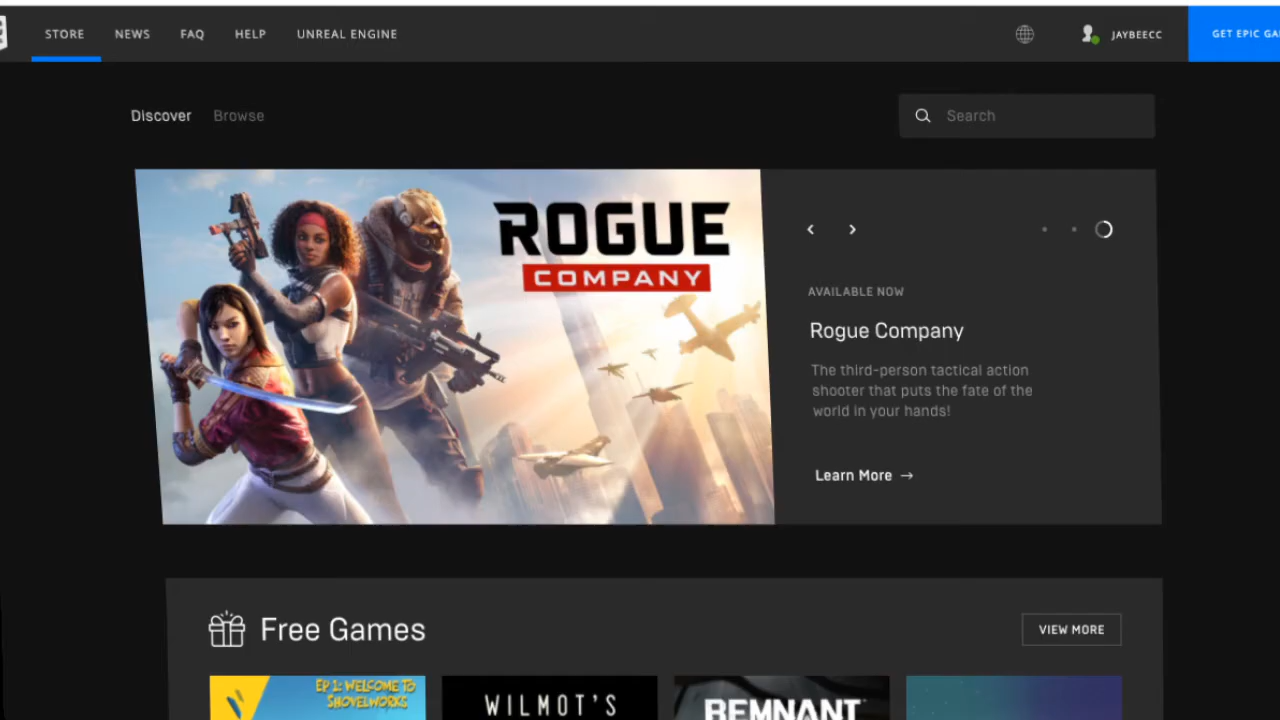 STORE NEWS FAQ HELP UNREAL ENGINE JAYBEECC GET EPIC GA
Discover Browse Search
ROGUE
COMPANY
AVAILABLE NOW
Rogue Company
The third-person tactical action
shooter that puts the fate of the
world in your hands!
Learn More →
Free Games VIEW MORE
EP 1: WELCOME TO
SHOVELWORKS
WILMOT'S
REMNANT